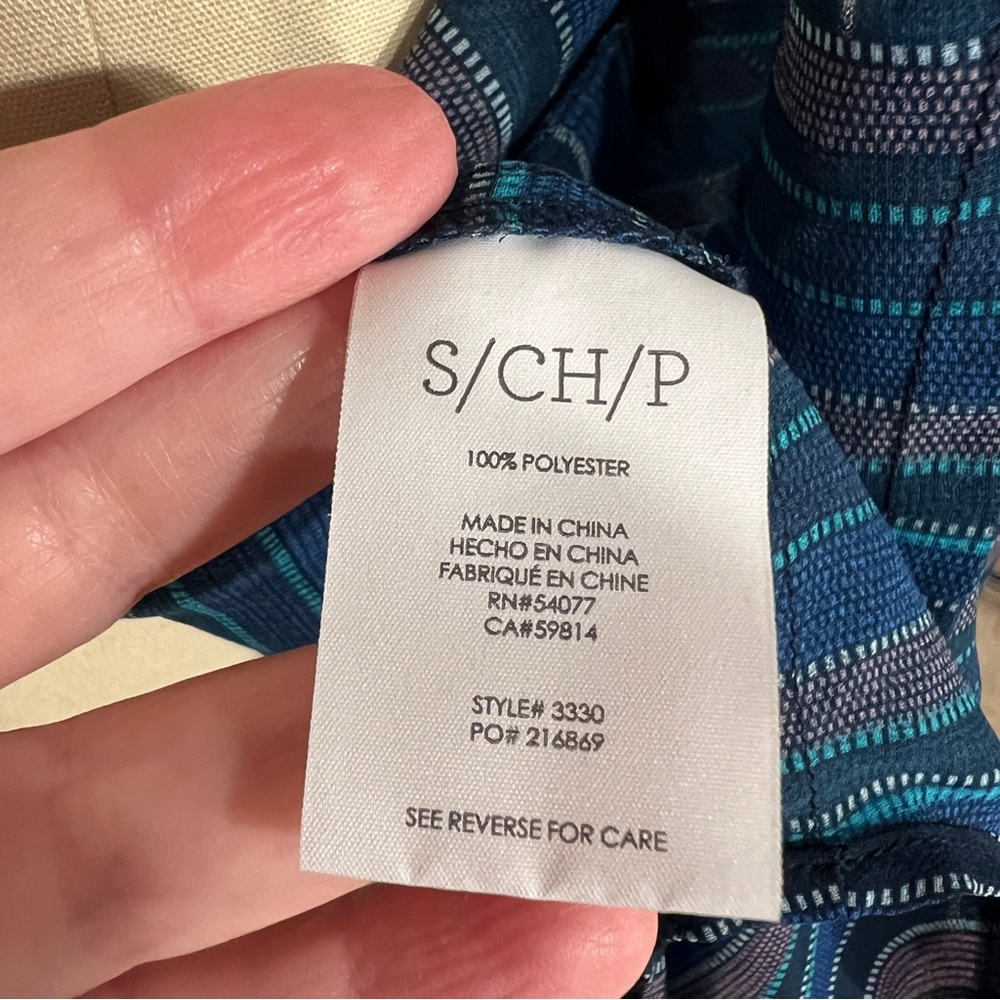 S/CH/P
100% POLYESTER
MADE IN CHINA
HECHO EN CHINA
FABRIQUÉ EN CHINE
RN#54077
CA#59814
STYLE# 3330
PO# 216869
SEE REVERSE FOR CARE